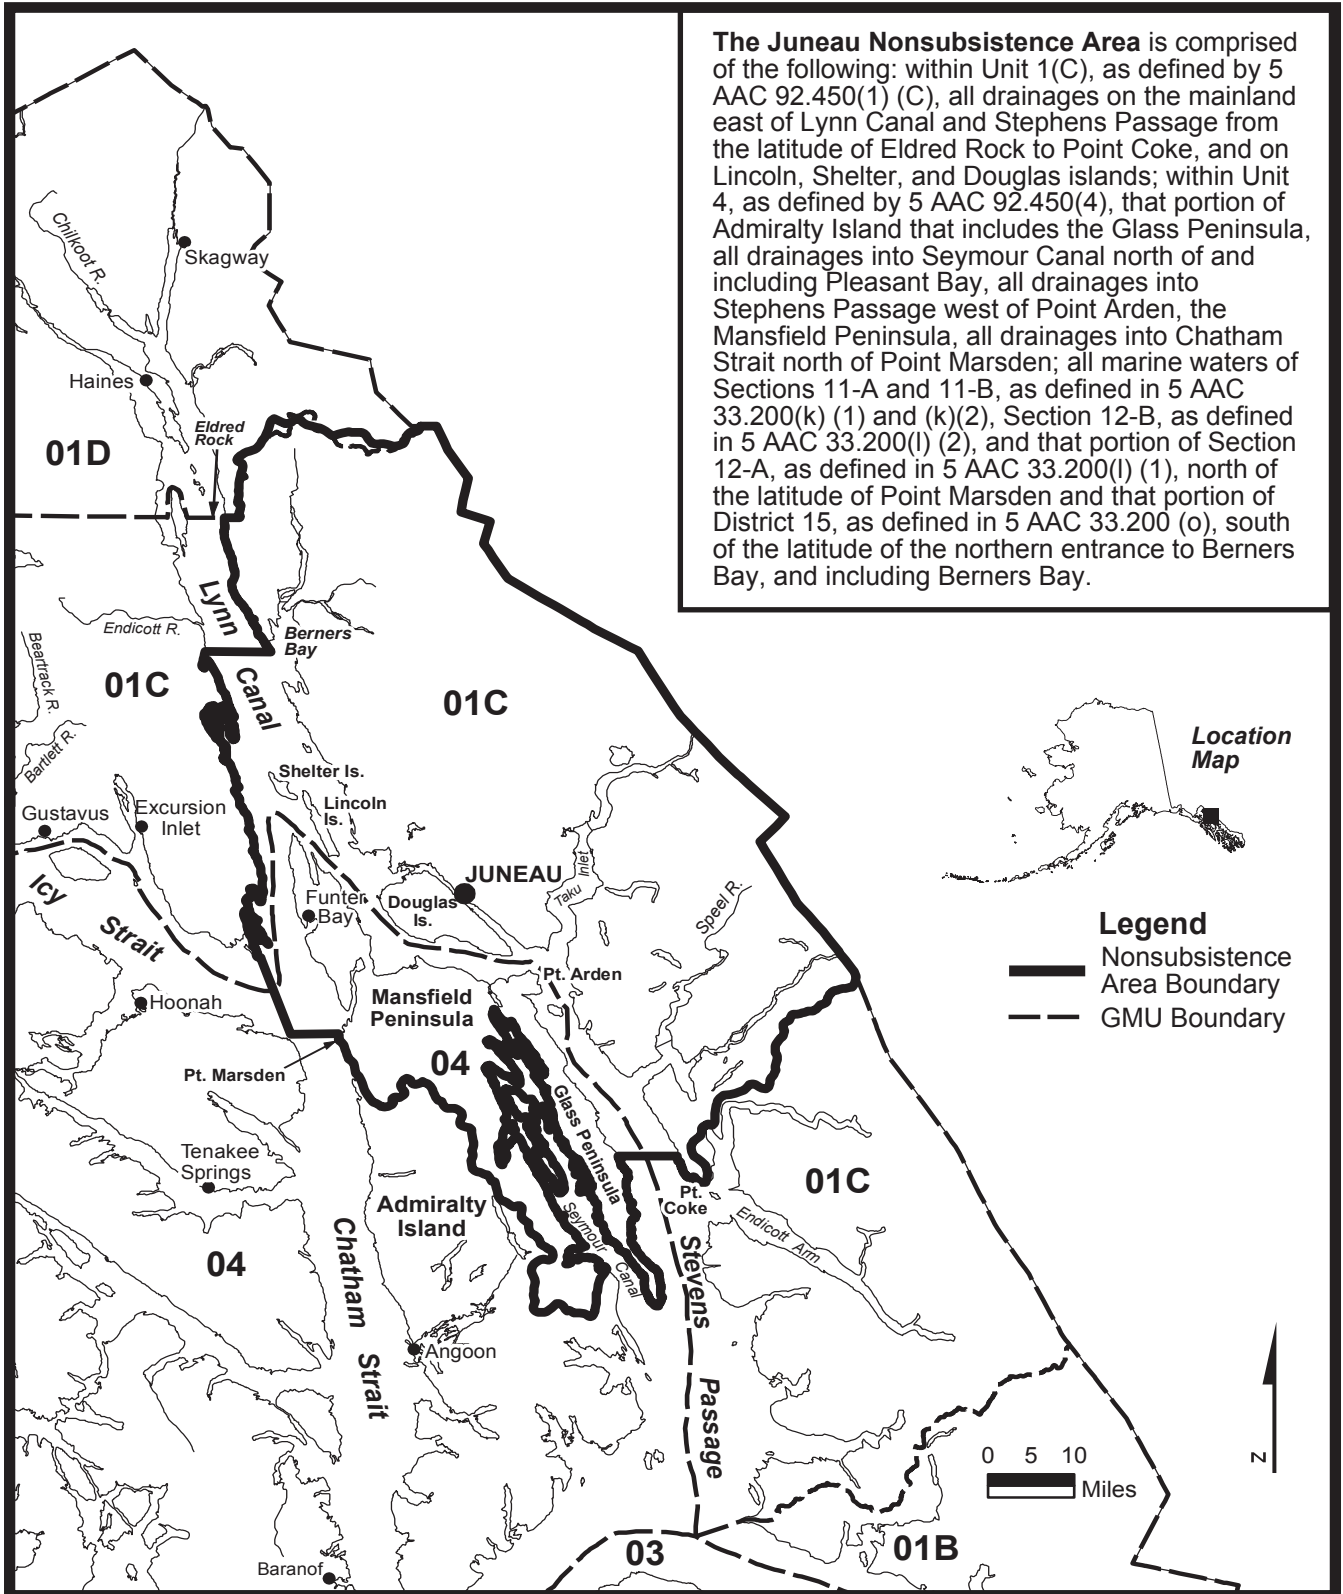 The Juneau Nonsubsistence Area is comprised
of the following: within Unit 1(C), as defined by 5
AAC 92.450(1) (C), all drainages on the mainland
east of Lynn Canal and Stephens Passage from
the latitude of Eldred Rock to Point Coke, and on
Lincoln, Shelter, and Douglas islands; within Unit
4, as defined by 5 AAC 92.450(4), that portion of
Admiralty Island that includes the Glass Peninsula,
all drainages into Seymour Canal north of and
including Pleasant Bay, all drainages into
Stephens Passage west of Point Arden, the
Mansfield Peninsula, all drainages into Chatham
Strait north of Point Marsden; all marine waters of
Sections 11-A and 11-B, as defined in 5 AAC
33.200(k) (1) and (k)(2), Section 12-B, as defined
in 5 AAC 33.200(l) (2), and that portion of Section
12-A, as defined in 5 AAC 33.200(l) (1), north of
the latitude of Point Marsden and that portion of
District 15, as defined in 5 AAC 33.200 (o), south
of the latitude of the northern entrance to Berners
Bay, and including Berners Bay.
Chilkoot R.
Skagway
Haines
Eldred
Rock
01D
Lynn
Canal
Endicott R.
Berners
Bay
Beartrack R.
01C
01C
Bartlett R.
Location
Map
Shelter Is.
Lincoln
Is.
Gustavus
Excursion
Inlet
Icy
Strait
JUNEAU
Funter
Bay
Douglas
Is.
Taku Inlet
Speel R.
Legend
Nonsubsistence
Area Boundary
GMU Boundary
Pt. Arden
Hoonah
Mansfield
Peninsula
04
Pt. Marsden
Glass Peninsula
Tenakee
Springs
Admiralty
Island
Seymour
Canal
Pt.
Coke
01C
Endicott Arm
04
Chatham
Strait
Stevens
Passage
Angoon
0 5 10
Miles
N
Baranof
03
01B